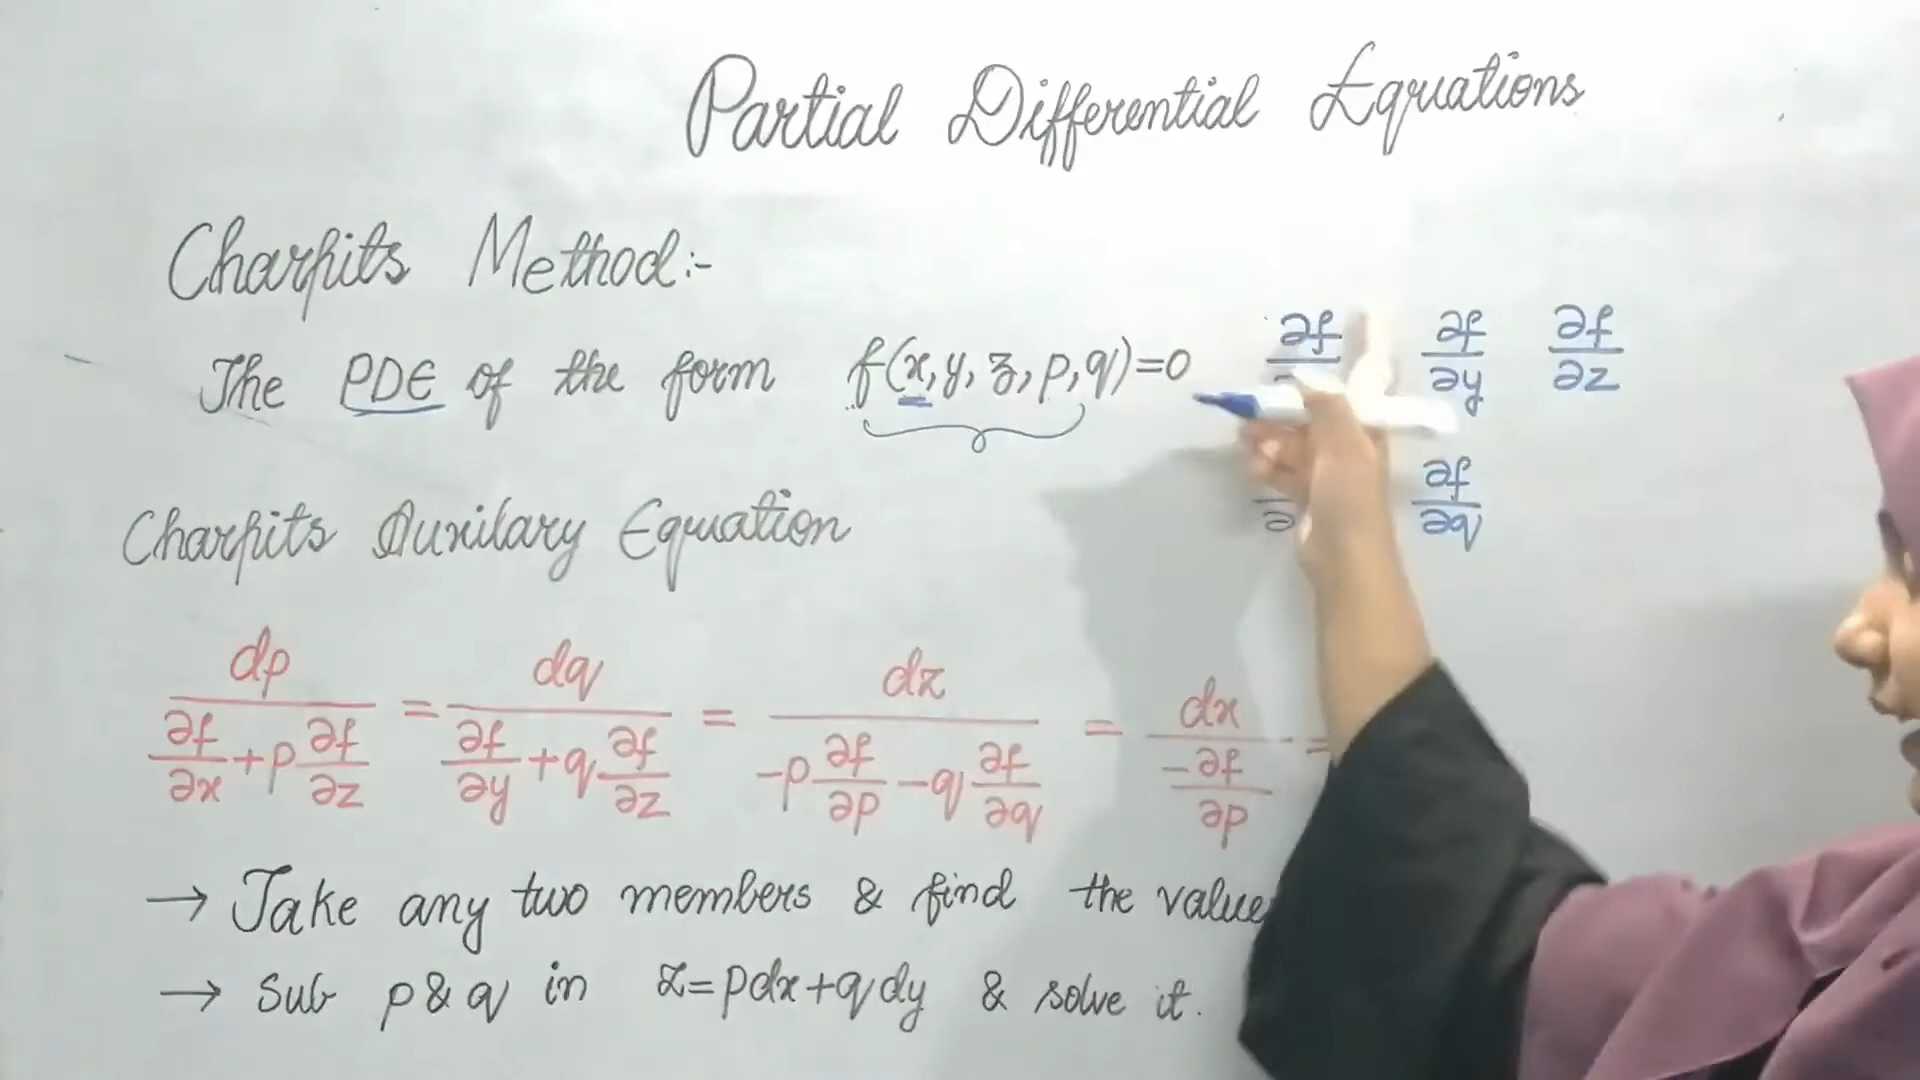 Partial Differential Equations
Charpits Method:-
The PDE of the form f(x, y, z, p, q)=0
∂f ∂f/∂y ∂f/∂z
∂ ∂f/∂q
Charpits Auxilary Equation
dp/(∂f/∂x+p∂f/∂z) = dq/(∂f/∂y+q∂f/∂z) = dz/(-p∂f/∂p-q∂f/∂q) = dx/(-∂f/∂p) =
→ Take any two members & find the value
→ Sub p & q in z=pdx+qdy & solve it.